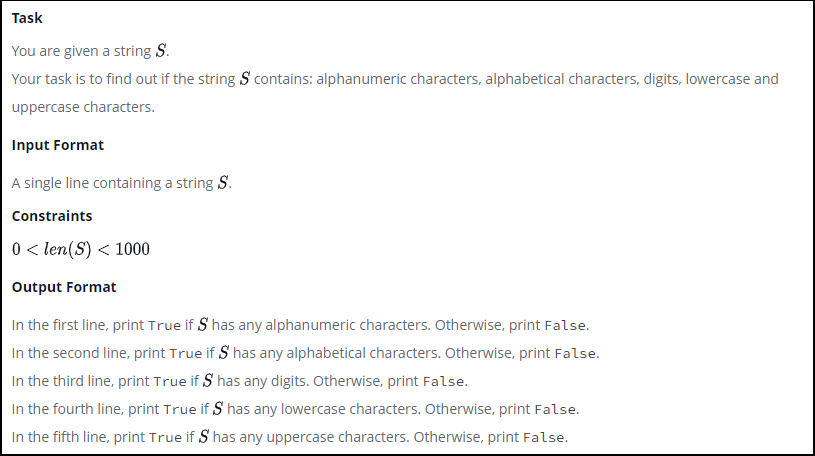 Task
You are given a string S.
Your task is to find out if the string S contains: alphanumeric characters, alphabetical characters, digits, lowercase and
uppercase characters.
Input Format
A single line containing a string S.
Constraints
0 < len(S) < 1000
Output Format
In the first line, print True if S has any alphanumeric characters. Otherwise, print False.
In the second line, print True if S has any alphabetical characters. Otherwise, print False.
In the third line, print True if S has any digits. Otherwise, print False.
In the fourth line, print True if S has any lowercase characters. Otherwise, print False.
In the fifth line, print True if S has any uppercase characters. Otherwise, print False.